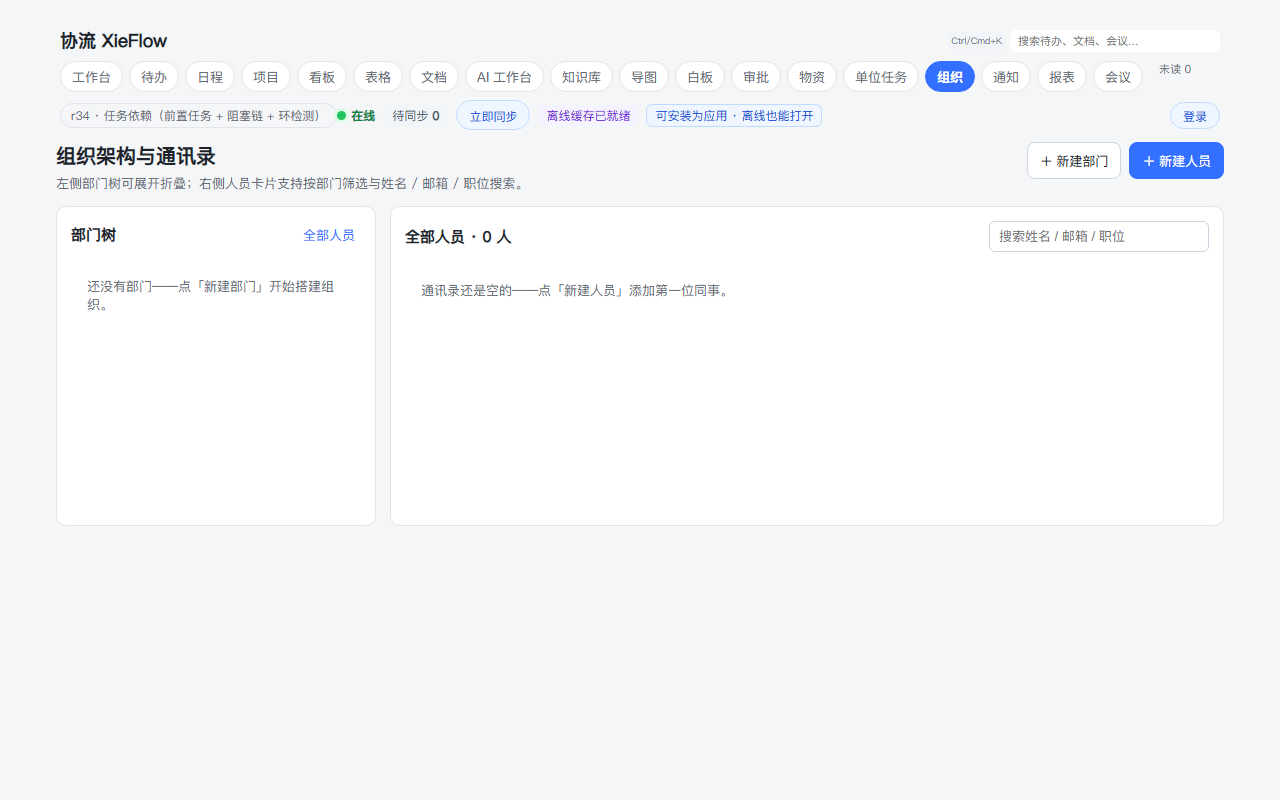 协流 XieFlow
Ctrl/Cmd+K 搜索待办、文档、会议...
工作台 待办 日程 项目 看板 表格 文档 AI 工作台 知识库 导图 白板 审批 物资 单位任务 组织 通知 报表 会议 未读 0
r34 · 任务依赖（前置任务 + 阻塞链 + 环检测） 在线 待同步 0 立即同步 离线缓存已就绪 可安装为应用 · 离线也能打开 登录
组织架构与通讯录
＋ 新建部门 ＋ 新建人员
左侧部门树可展开折叠；右侧人员卡片支持按部门筛选与姓名 / 邮箱 / 职位搜索。
部门树 全部人员
还没有部门——点「新建部门」开始搭建组
织。
全部人员 · 0 人 搜索姓名 / 邮箱 / 职位
通讯录还是空的——点「新建人员」添加第一位同事。